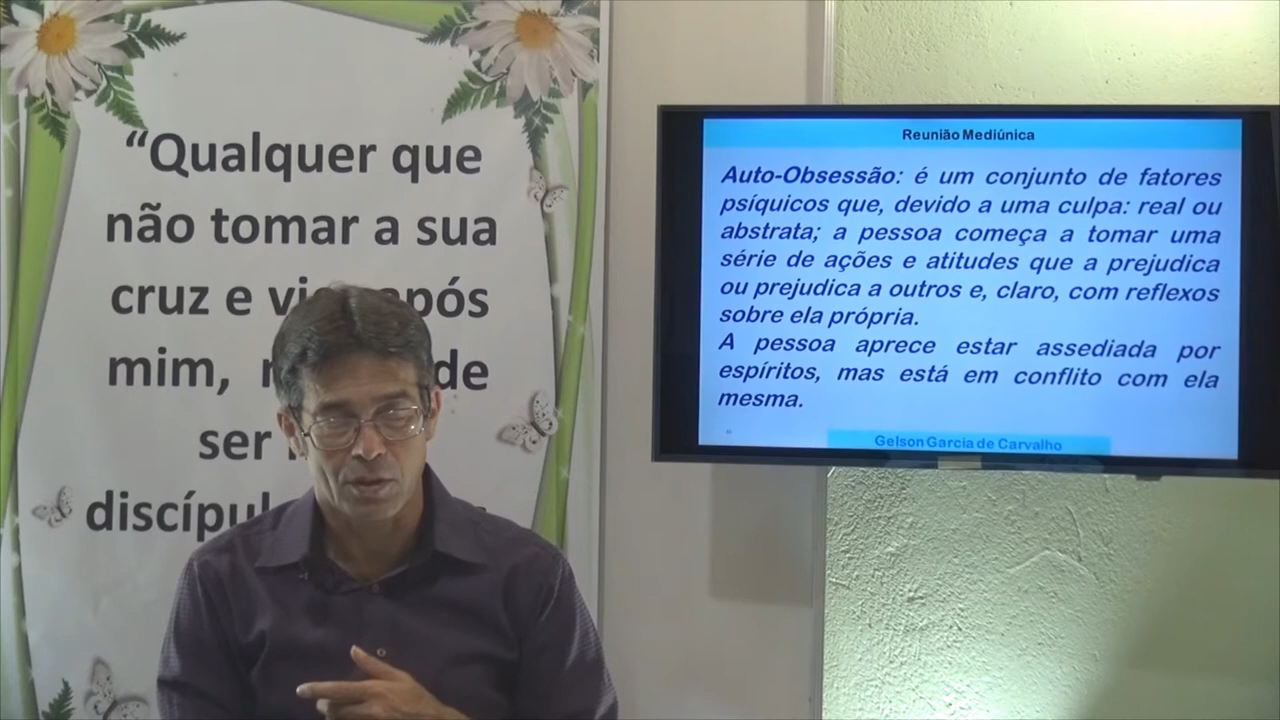 “Qualquer que
não tomar a sua
cruz e após
mim, de
ser
discípul
Reunião Mediúnica
Auto-Obsessão: é um conjunto de fatores
psíquicos que, devido a uma culpa: real ou
abstrata; a pessoa começa a tomar uma
série de ações e atitudes que a prejudica
ou prejudica a outros e, claro, com reflexos
sobre ela própria.
A pessoa aprece estar assediada por
espíritos, mas está em conflito com ela
mesma.
Gelson Garcia de Carvalho